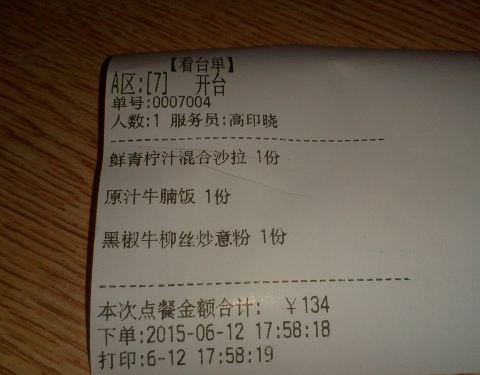 【看台单】
A区:[7] 开台
单号:0007004
人数:1 服务员:高印晓
鲜青柠汁混合沙拉 1份
原汁牛腩饭 1份
黑椒牛柳丝炒意粉 1份
本次点餐金额合计: ￥134
下单:2015-06-12 17:58:18
打印:6-12 17:58:19